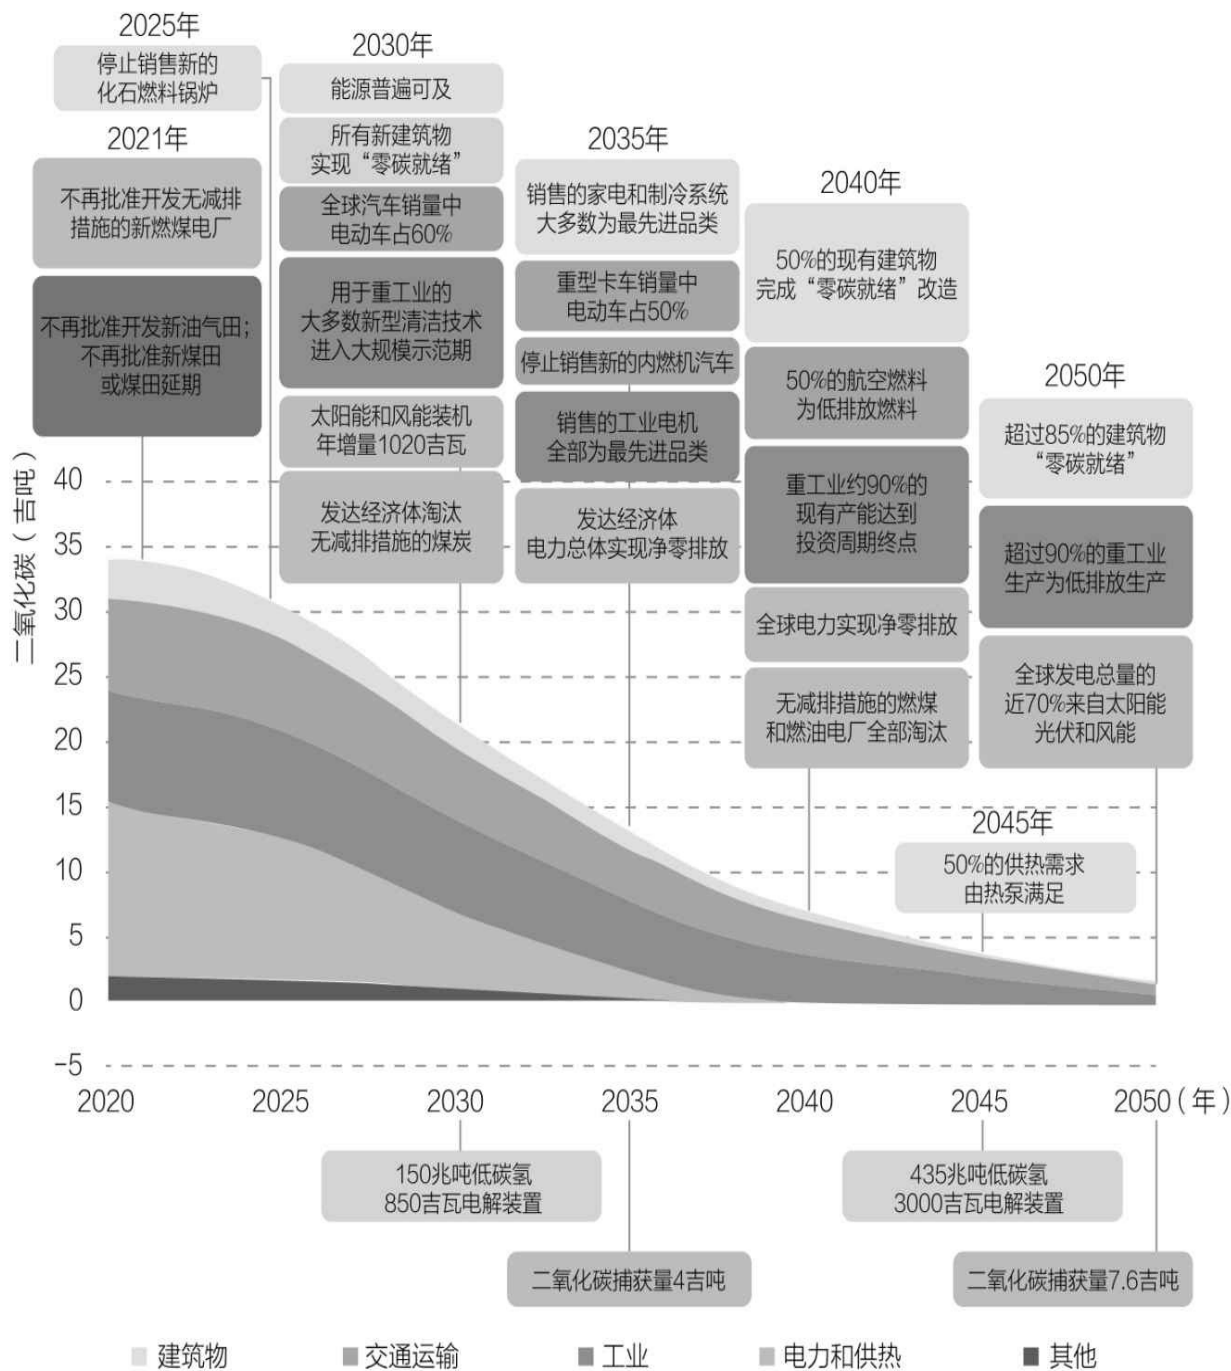 2025年
停止销售新的
化石燃料锅炉
2021年
不再批准开发无减排
措施的新燃煤电厂
不再批准开发新油气田；
不再批准新煤田
或煤田延期
2030年
能源普遍可及
所有新建筑物
实现“零碳就绪”
全球汽车销量中
电动车占60%
用于重工业的
大多数新型清洁技术
进入大规模示范期
太阳能和风能装机
年增量1020吉瓦
发达经济体淘汰
无减排措施的煤炭
2035年
销售的家电和制冷系统
大多数为最先进品类
重型卡车销量中
电动车占50%
停止销售新的内燃机汽车
销售的工业电机
全部为最先进品类
发达经济体
电力总体实现净零排放
2040年
50%的现有建筑物
完成“零碳就绪”改造
50%的航空燃料
为低排放燃料
重工业约90%的
现有产能达到
投资周期终点
全球电力实现净零排放
无减排措施的燃煤
和燃油电厂全部淘汰
2050年
超过85%的建筑物
“零碳就绪”
超过90%的重工业
生产为低排放生产
全球发电总量的
近70%来自太阳能
光伏和风能
2045年
50%的供热需求
由热泵满足
二氧化碳（吉吨）
40
35
30
25
20
15
10
5
0
-5
2020 2025 2030 2035 2040 2045 2050（年）
150兆吨低碳氢
850吉瓦电解装置
435兆吨低碳氢
3000吉瓦电解装置
二氧化碳捕获量4吉吨
二氧化碳捕获量7.6吉吨
建筑物 交通运输 工业 电力和供热 其他